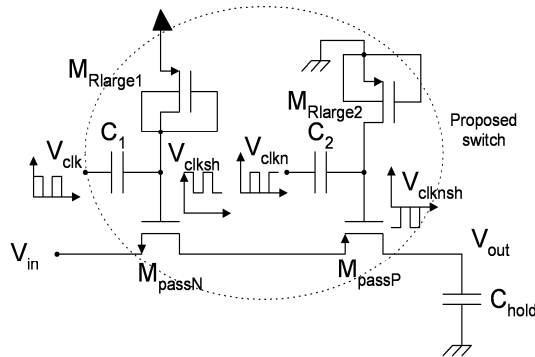 M_Rlarge1
M_Rlarge2
Proposed
switch
V_clk
C_1
V_clksh
V_clkn
C_2
V_clknsh
V_in
M_passN
M_passP
V_out
C_hold